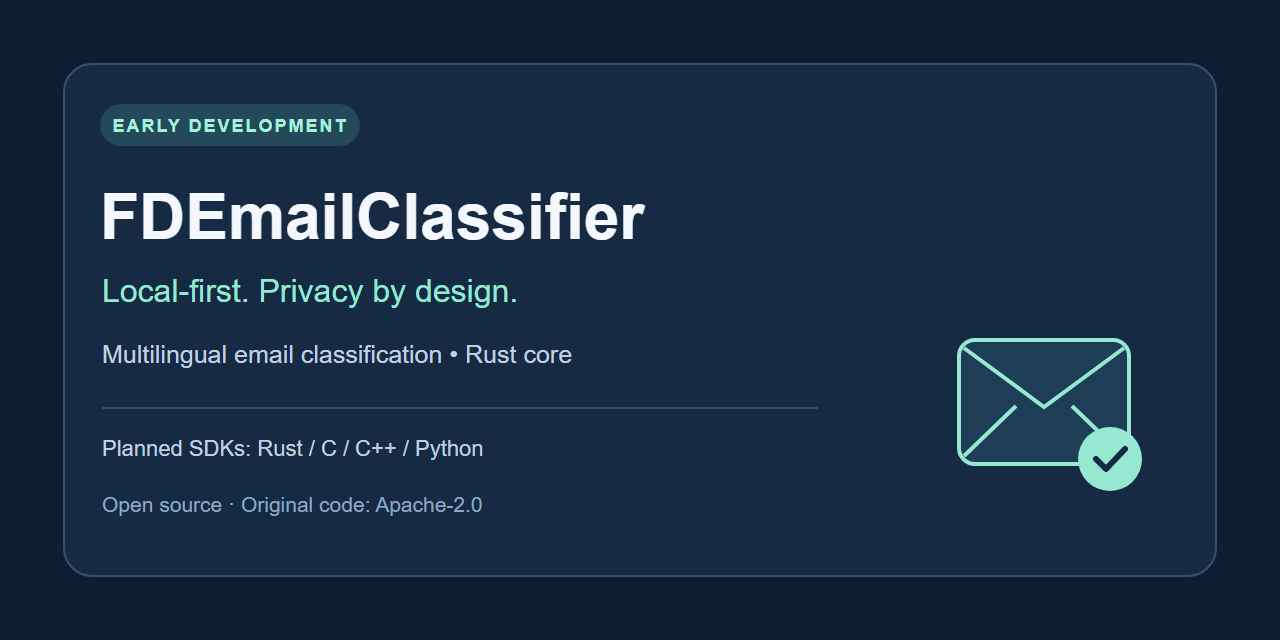 EARLY DEVELOPMENT
FDEmailClassifier
Local-first. Privacy by design.
Multilingual email classification • Rust core
Planned SDKs: Rust / C / C++ / Python
Open source · Original code: Apache-2.0